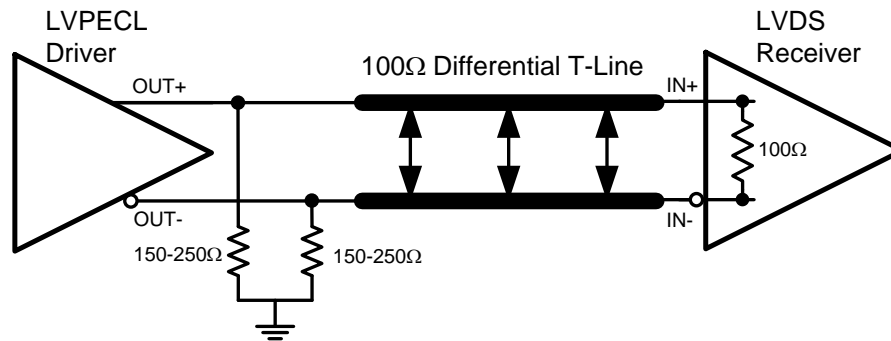 LVPECL
Driver
OUT+
100Ω Differential T-Line
IN+
LVDS
Receiver
100Ω
OUT-
IN-
150-250Ω
150-250Ω